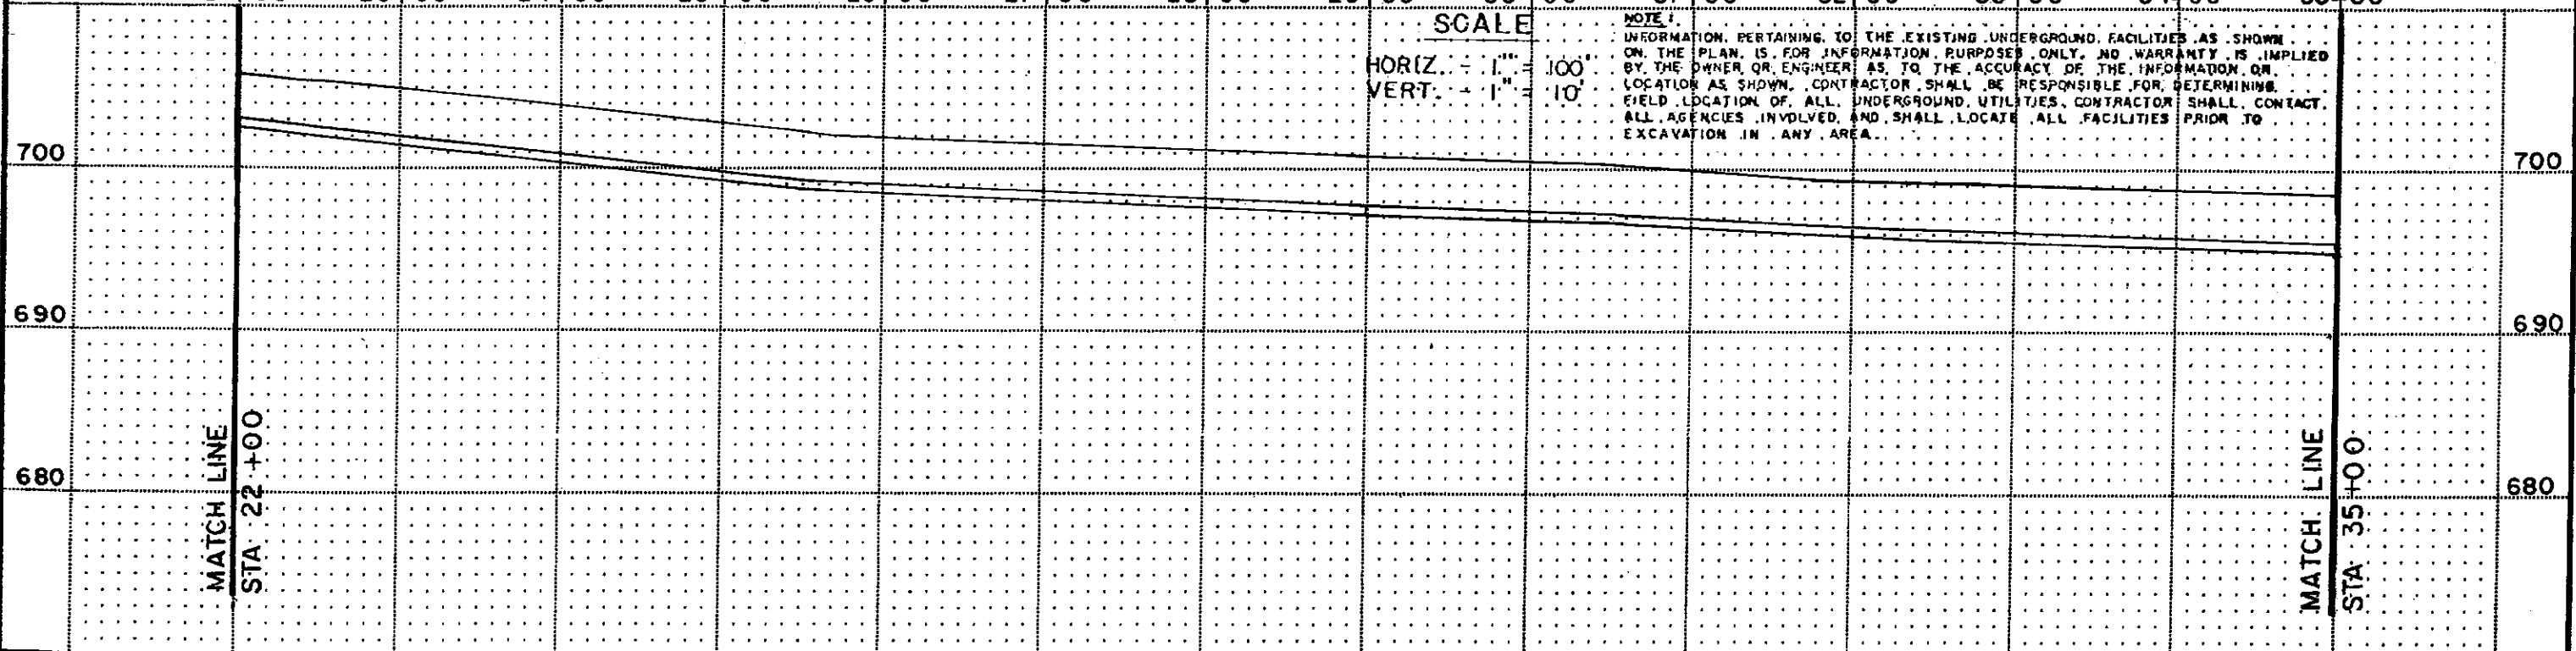 SCALE
HORIZ. - 1" = 100'
VERT. - 1" = 10'
NOTE:
INFORMATION PERTAINING TO THE EXISTING UNDERGROUND FACILITIES AS SHOWN
ON THE PLAN IS FOR INFORMATION PURPOSES ONLY. NO WARRANTY IS IMPLIED
BY THE OWNER OR ENGINEER AS TO THE ACCURACY OF THE INFORMATION OR
LOCATION AS SHOWN. CONTRACTOR SHALL BE RESPONSIBLE FOR DETERMINING
FIELD LOCATION OF ALL UNDERGROUND UTILITIES. CONTRACTOR SHALL CONTACT
ALL AGENCIES INVOLVED AND SHALL LOCATE ALL FACILITIES PRIOR TO
EXCAVATION IN ANY AREA.
700
700
690
690
680
680
MATCH LINE
STA 22+00
MATCH LINE
STA 35+00